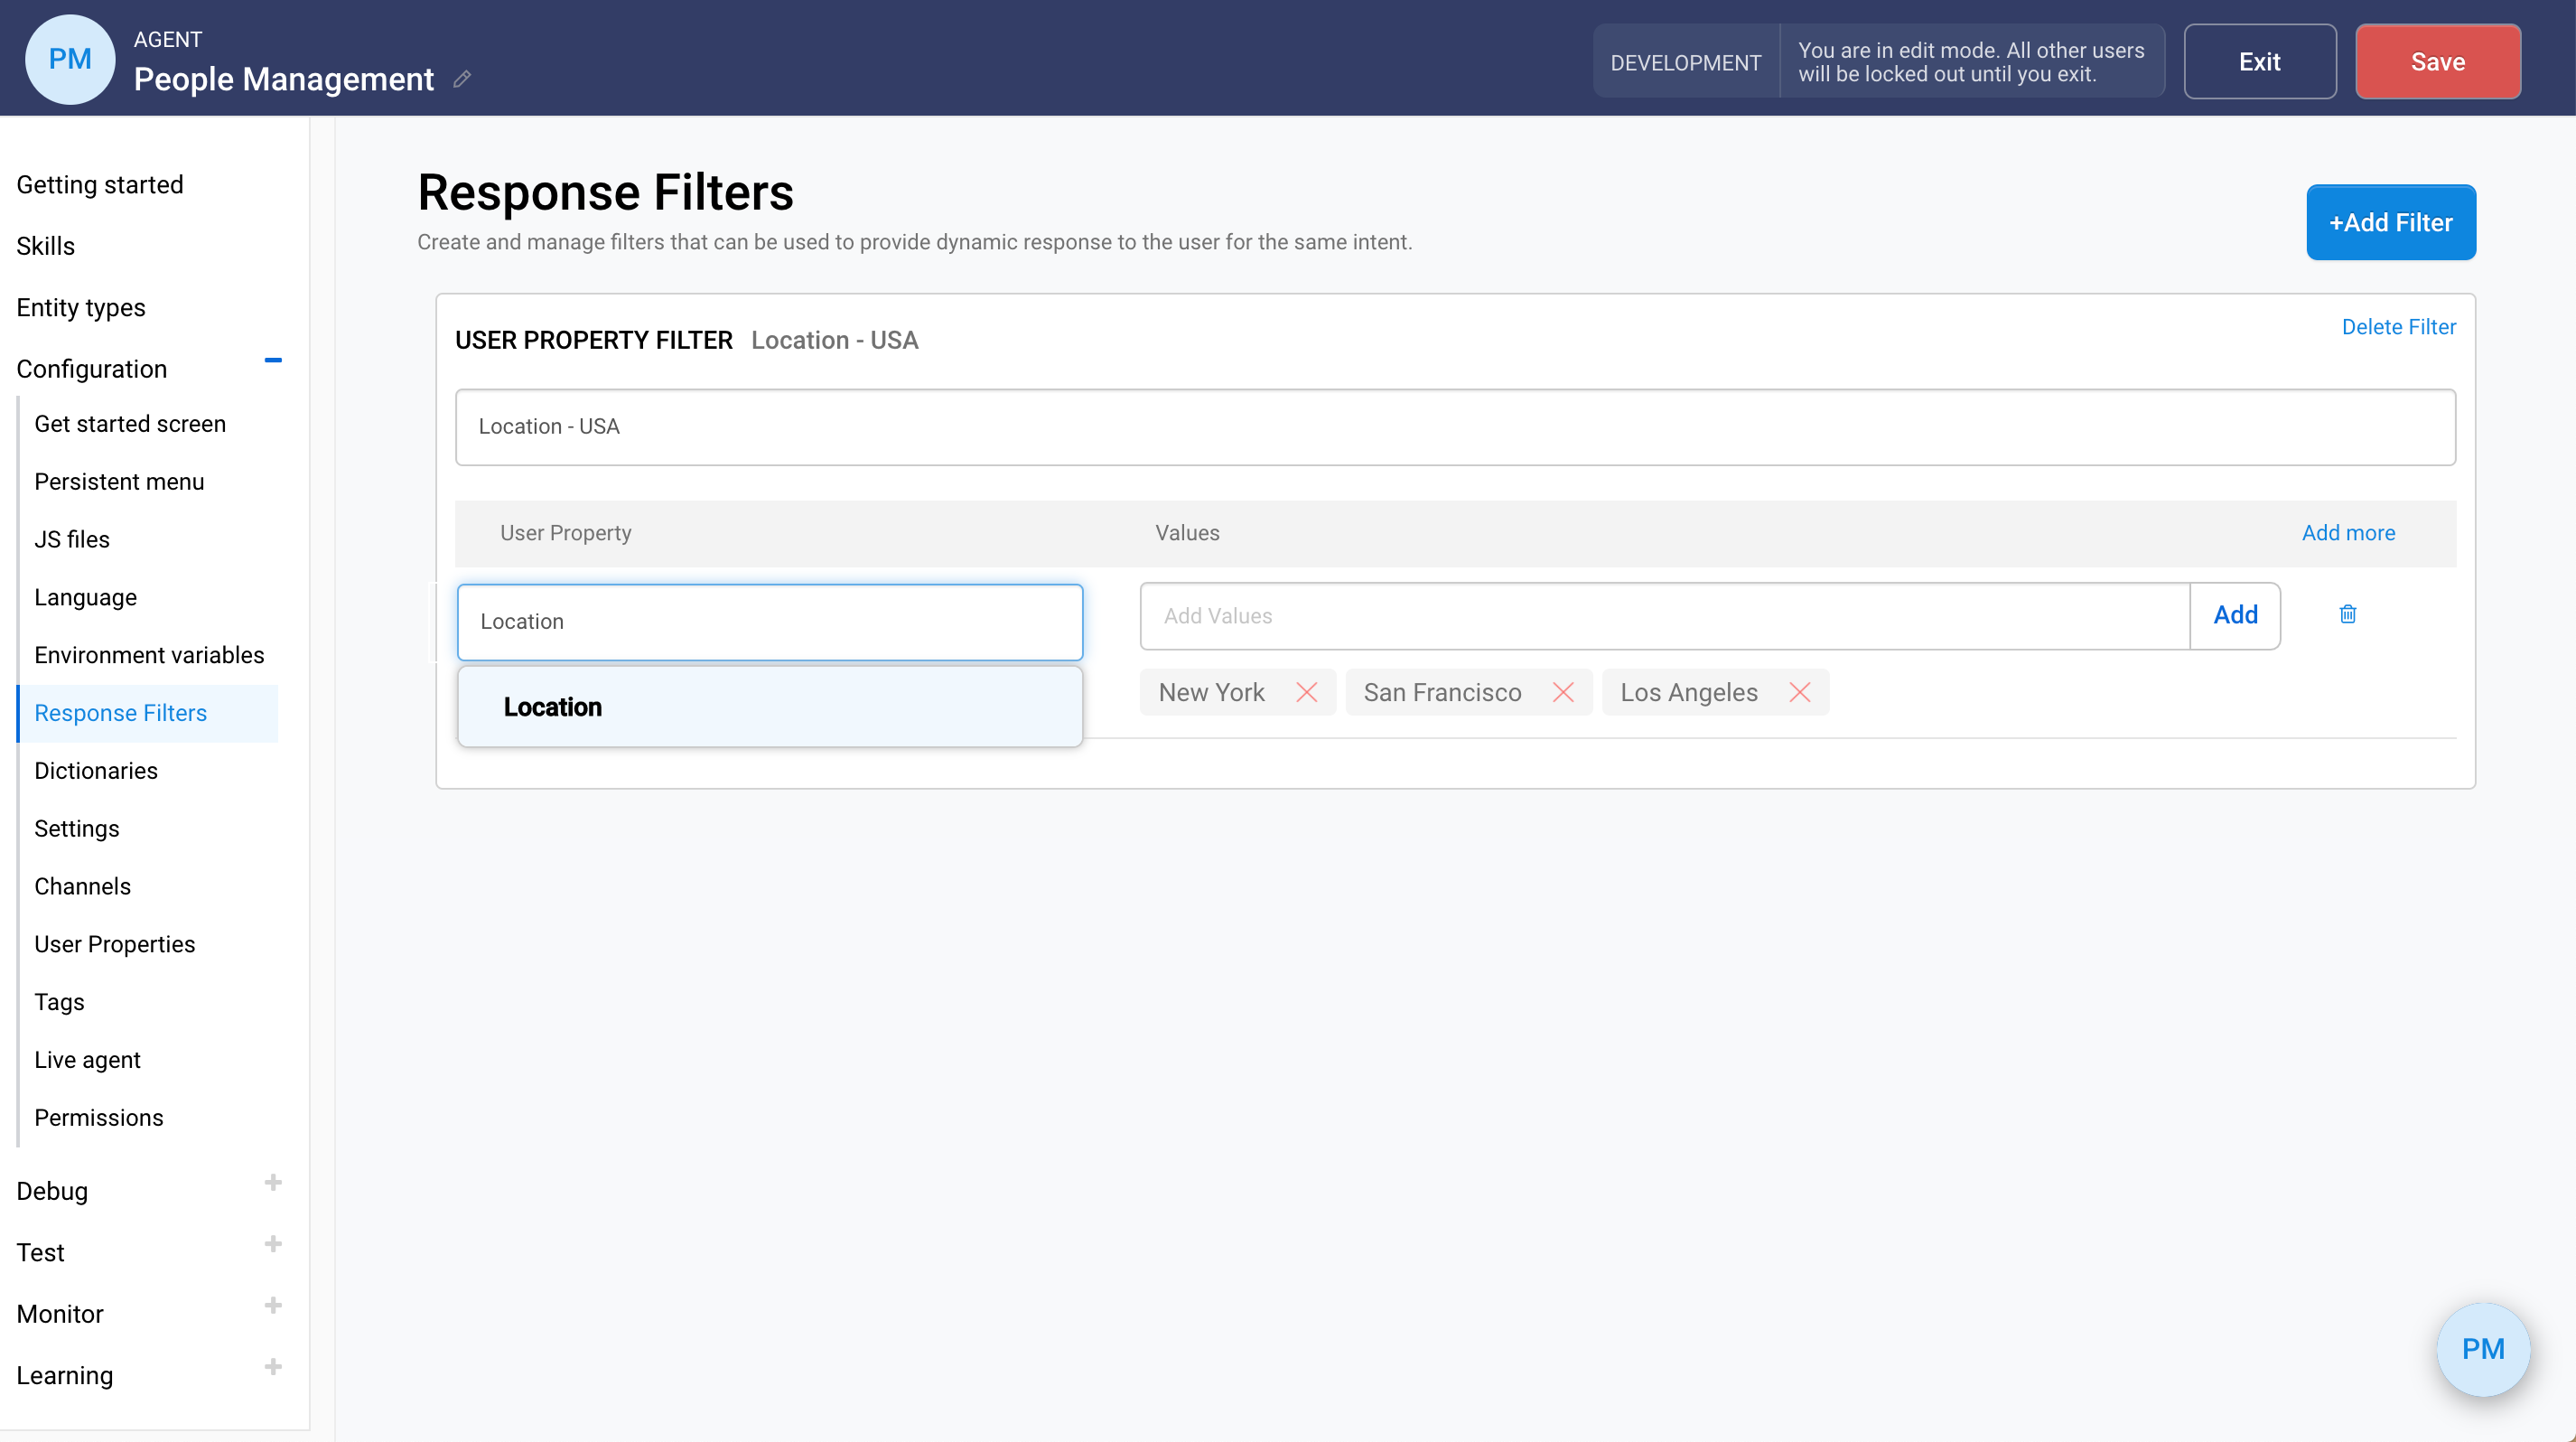 PM
AGENT
People Management
DEVELOPMENT
You are in edit mode. All other users
will be locked out until you exit.
Exit
Save
Getting started
Skills
Entity types
Configuration
Get started screen
Persistent menu
JS files
Language
Environment variables
Response Filters
Dictionaries
Settings
Channels
User Properties
Tags
Live agent
Permissions
Debug
Test
Monitor
Learning
Response Filters
Create and manage filters that can be used to provide dynamic response to the user for the same intent.
+Add Filter
USER PROPERTY FILTER Location - USA
Delete Filter
Location - USA
User Property
Values
Add more
Location
Add Values
Add
Location
New York
San Francisco
Los Angeles
PM